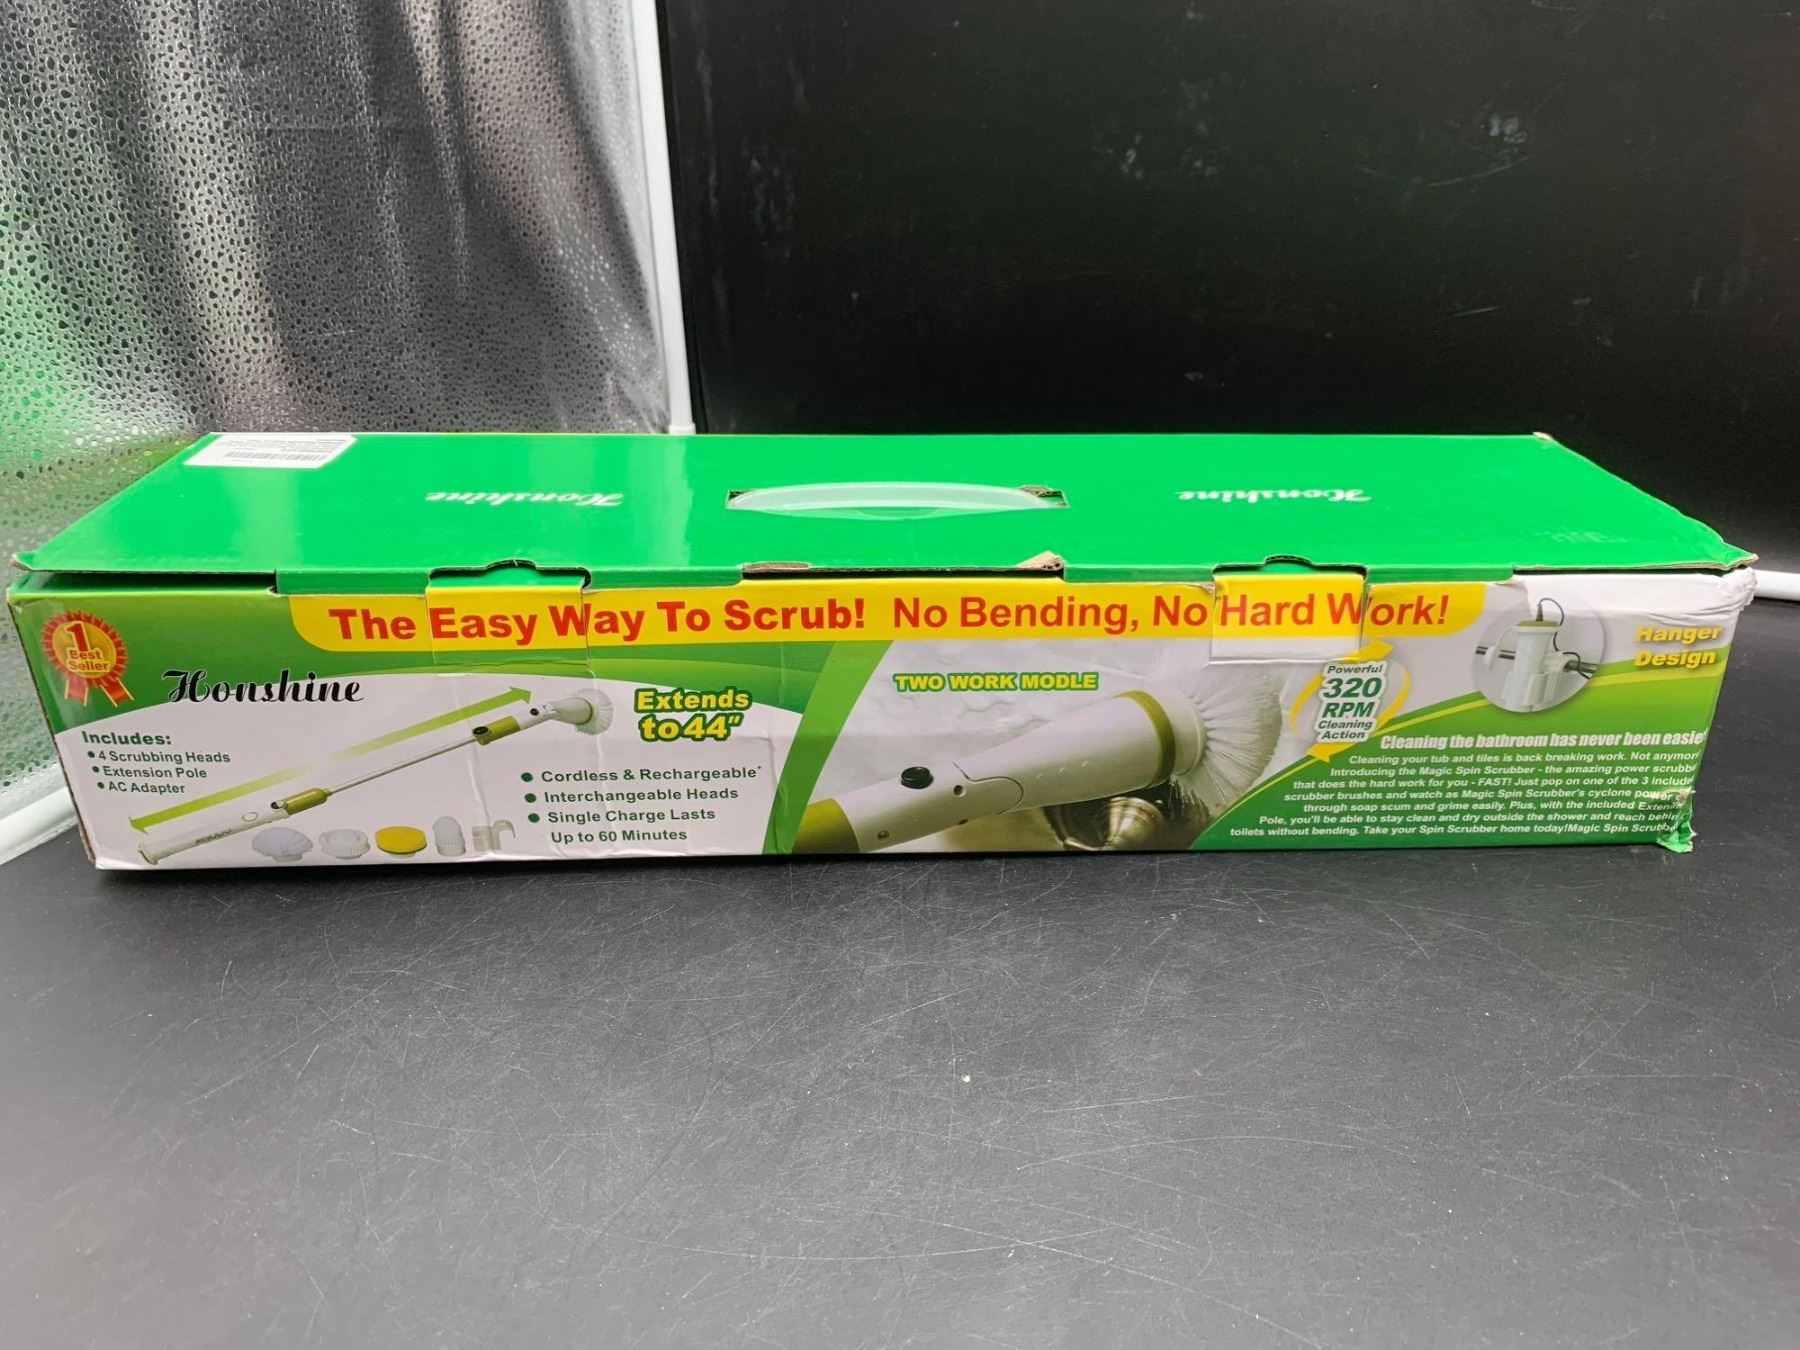 Honshine
Honshine
The Easy Way To Scrub! No Bending, No Hard Work!
1
Best
Seller
Honshine
Includes:
• 4 Scrubbing Heads
• Extension Pole
• AC Adapter
Extends
to 44"
• Cordless & Rechargeable+
• Interchangeable Heads
• Single Charge Lasts
Up to 60 Minutes
TWO WORK MODLE
Powerful
320
RPM
Cleaning
Action
Hanger
Design
Cleaning the bathroom has never been easie
Cleaning your tub and tiles is back breaking work. Not anymor
Introducing the Magic Spin Scrubber - the amazing power scrubbe
that does the hard work for you - FAST! Just pop on one of the 3 include
scrubber brushes and watch as Magic Spin Scrubber's cyclone power
through soap scum and grime easily. Plus, with the included Exten
Pole, you'll be able to stay clean and dry outside the shower and reach behin
toilets without bending. Take your Spin Scrubber home today!Magic Spin Scrubb